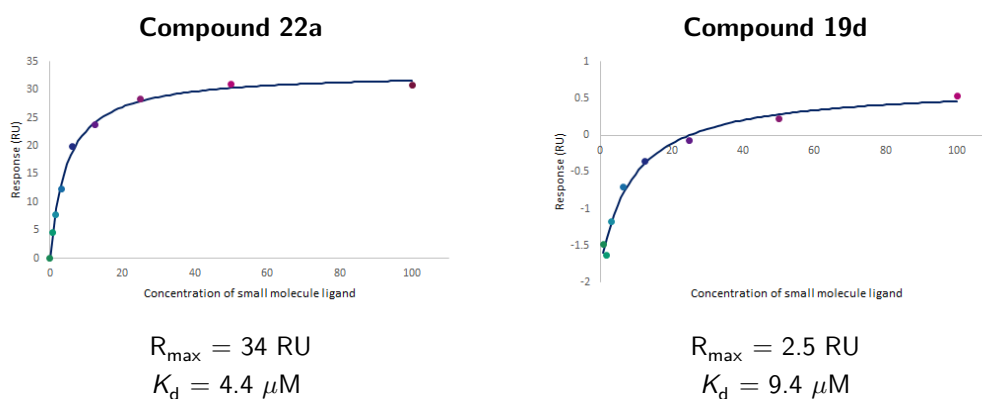 Compound 22a
35
30
25
20
15
10
5
0
Response (RU)
0 20 40 60 80 100
Concentration of small molecule ligand
Rmax = 34 RU
Kd = 4.4 μM
Compound 19d
1
0.5
0
-0.5
-1
-1.5
-2
Response (RU)
0 20 40 60 80 100
Concentration of small molecule ligand
Rmax = 2.5 RU
Kd = 9.4 μM